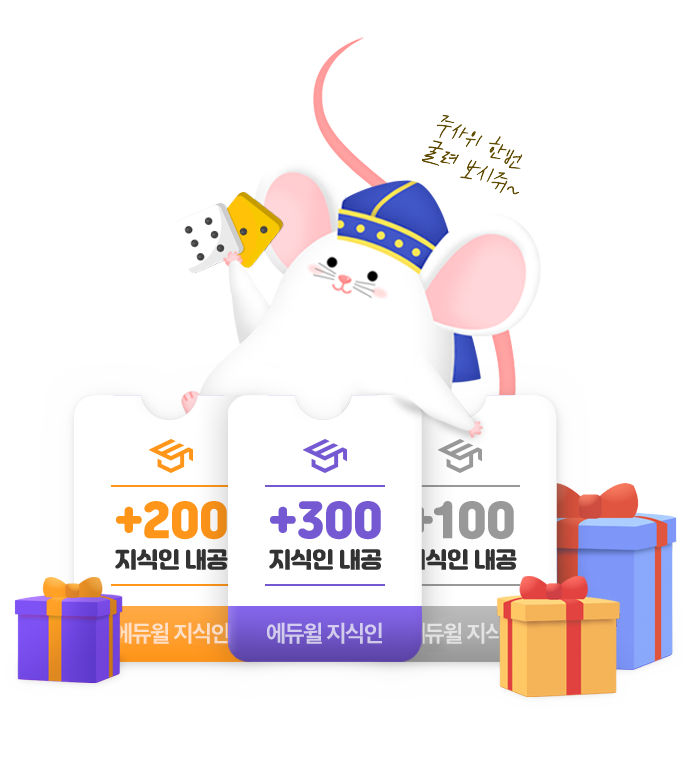 주사위 한번
굴려 보시쥐~
+200
지식인 내공
에듀윌 지식인
+300
지식인 내공
에듀윌 지식인
+100
지식인 내공
에듀윌 지식